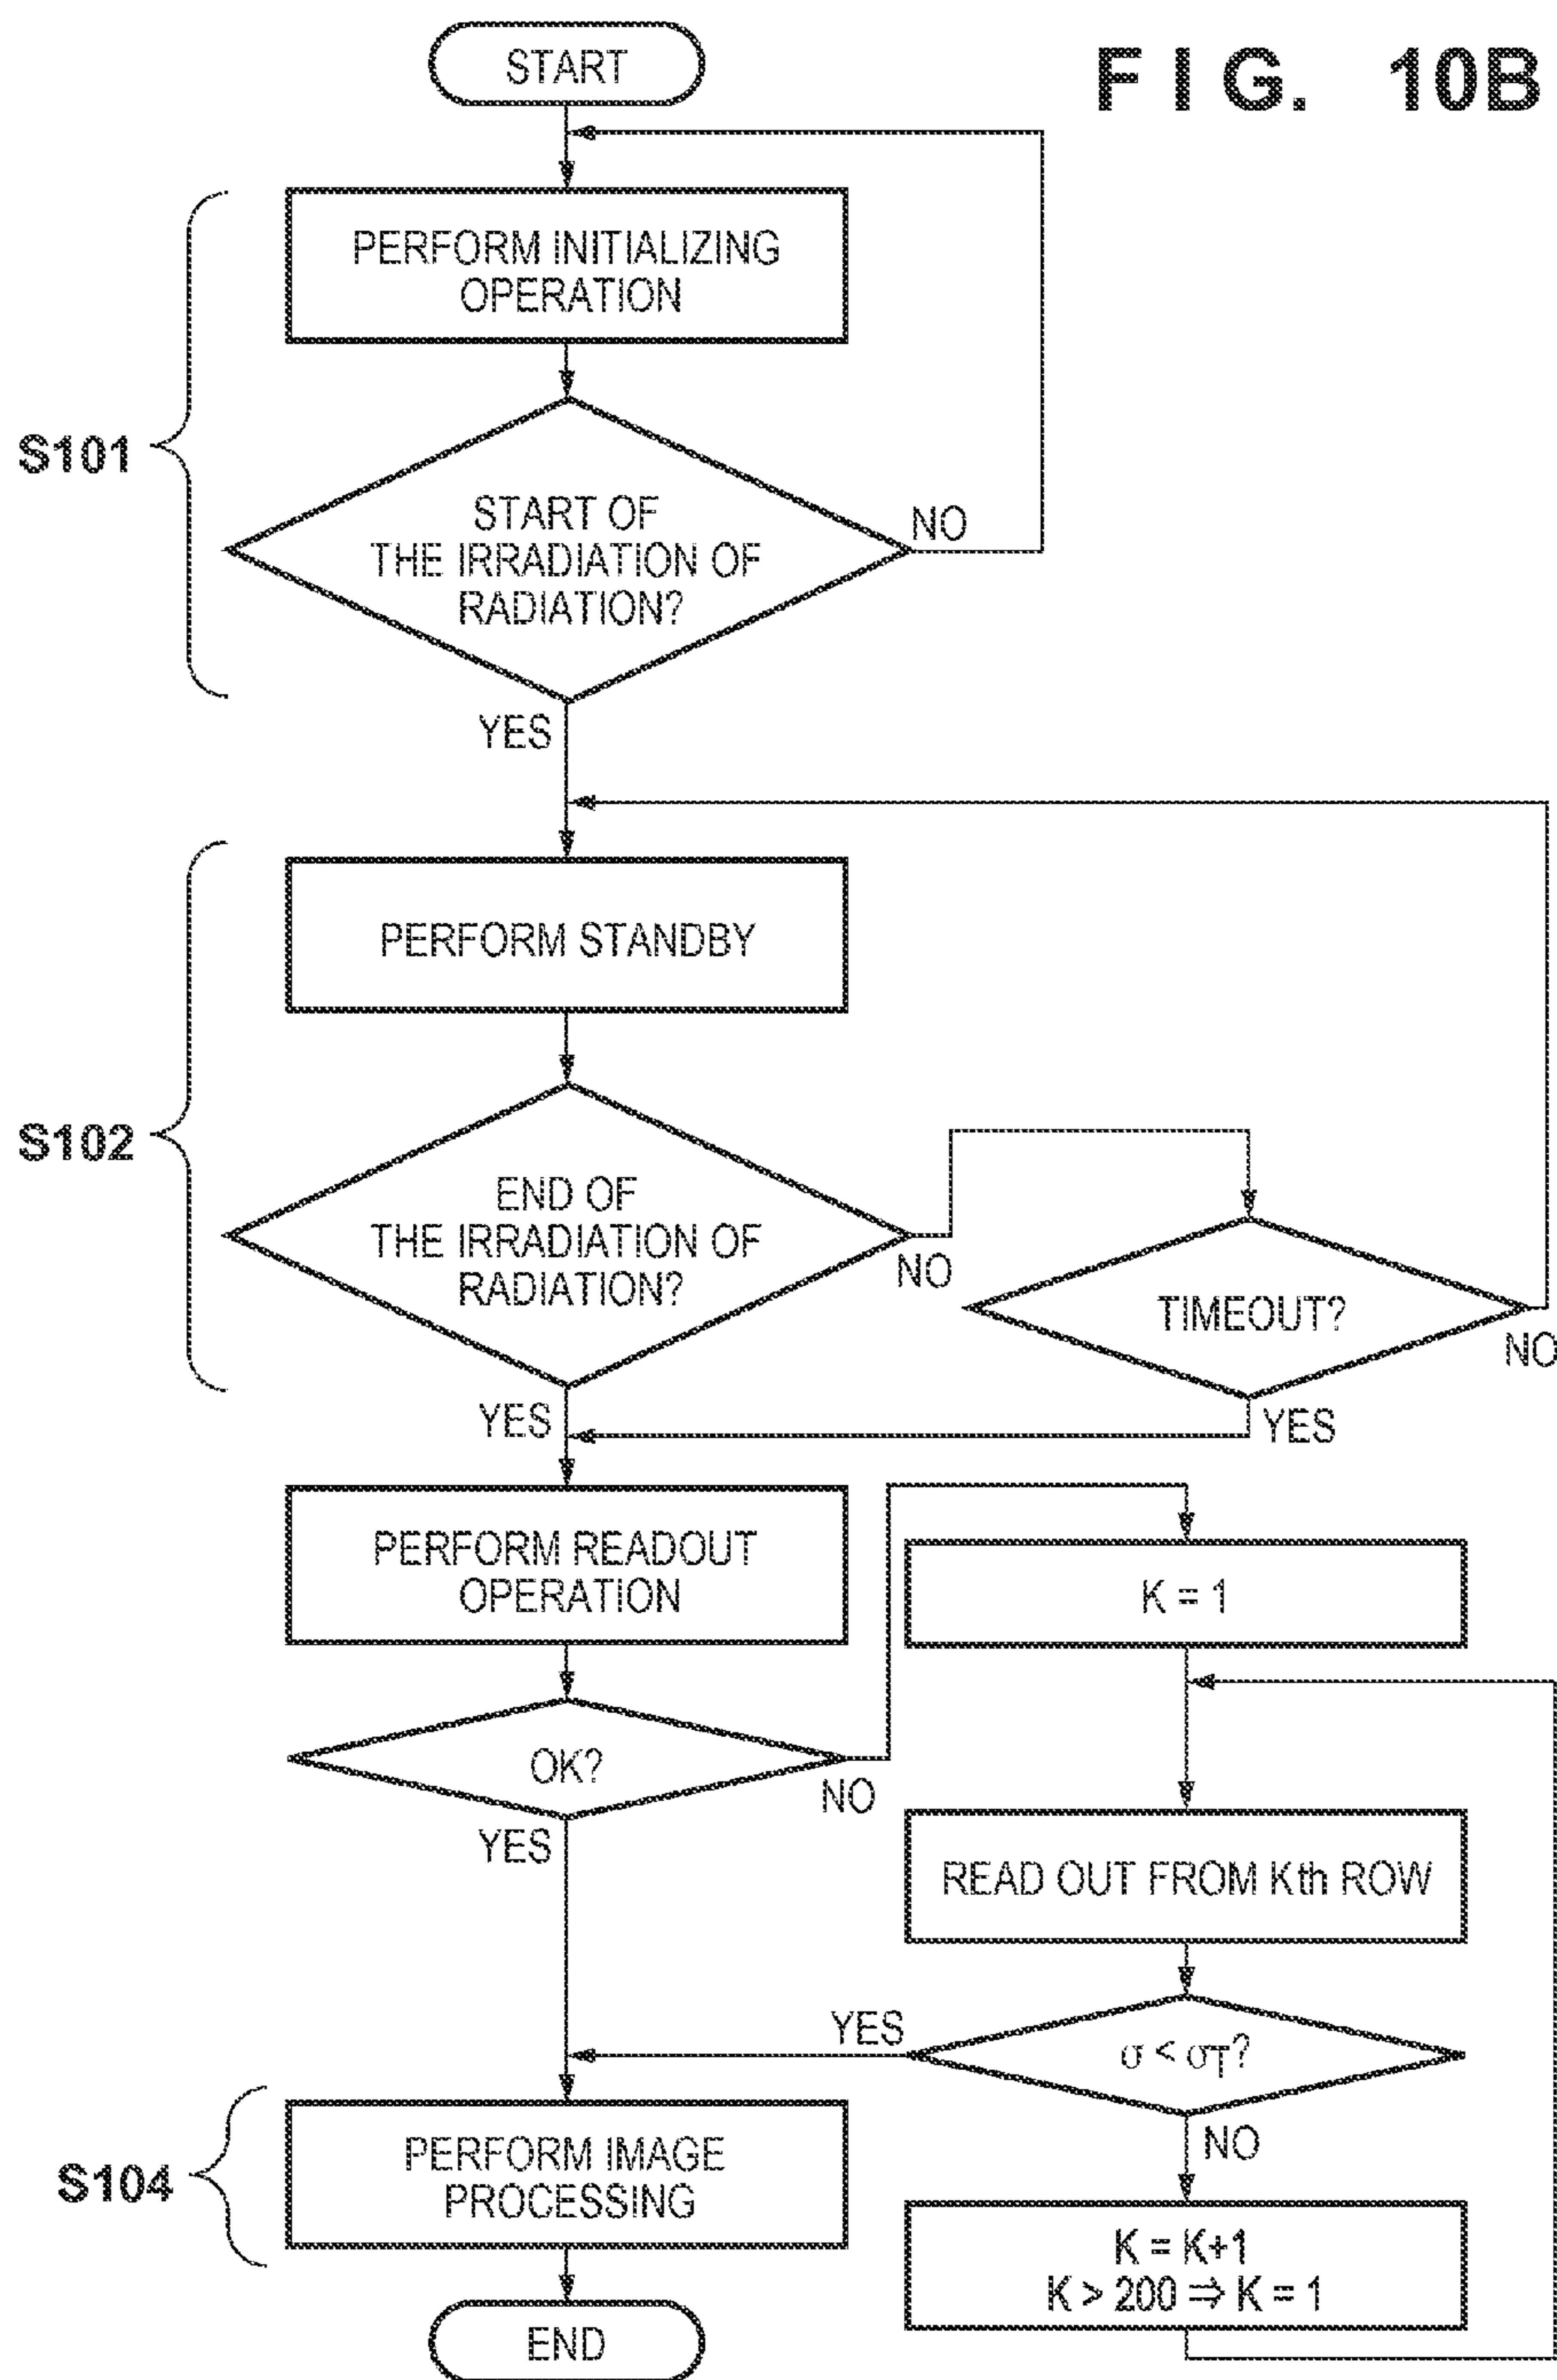 FIG. 10B
START
PERFORM INITIALIZING
OPERATION
S101
START OF
THE IRRADIATION OF
RADIATION?
NO
YES
PERFORM STANDBY
S102
END OF
THE IRRADIATION OF
RADIATION?
NO
TIMEOUT?
NO
YES
YES
PERFORM READOUT
OPERATION
K = 1
OK?
NO
YES
READ OUT FROM Kth ROW
YES
σ < σT?
NO
S104
PERFORM IMAGE
PROCESSING
K = K+1
K > 200 ⇒ K = 1
END